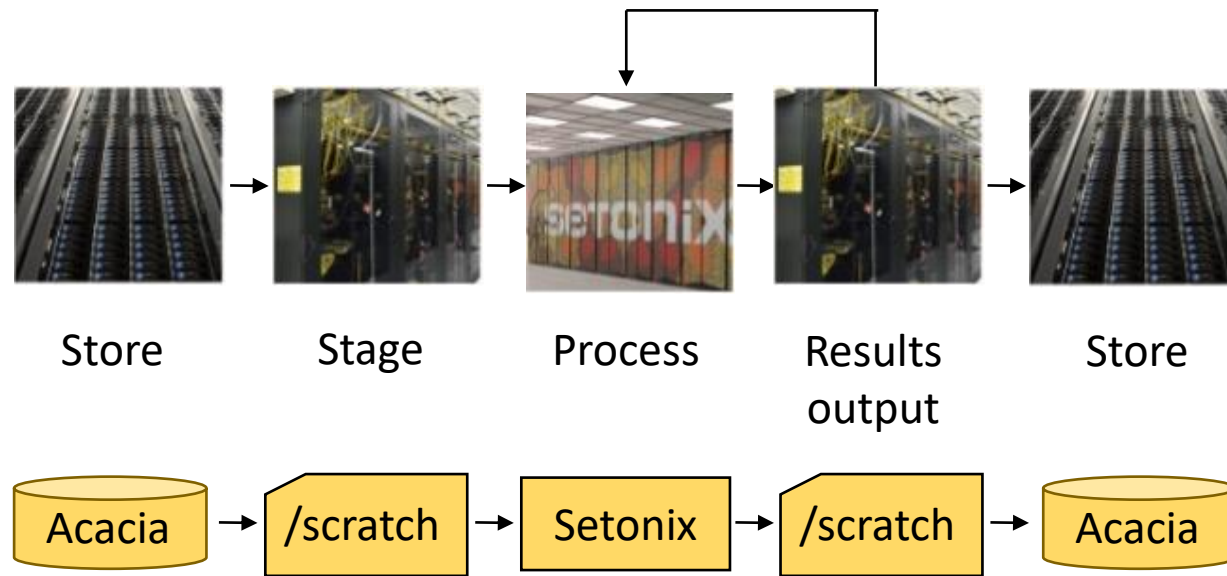 seTonix
Store
Stage
Process
Results
output
Store
Acacia
/scratch
Setonix
/scratch
Acacia